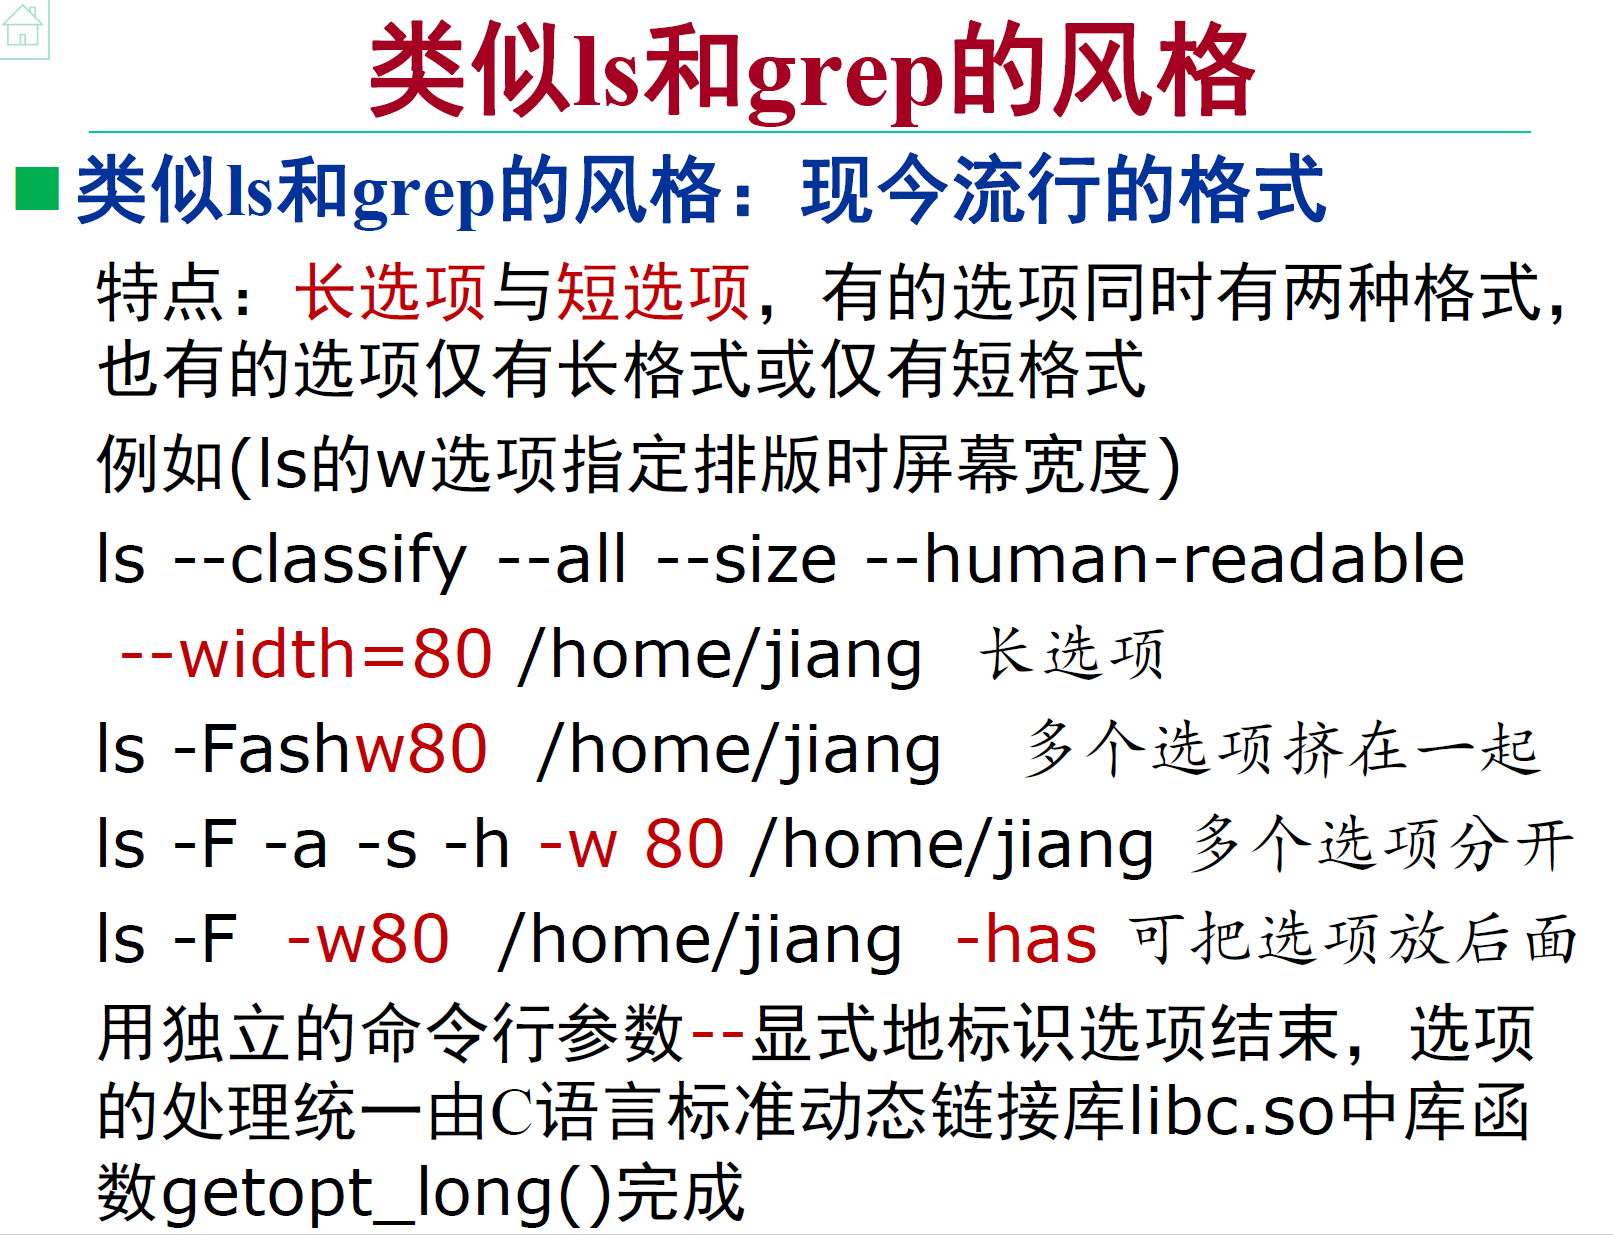 类似ls和grep的风格
类似ls和grep的风格：现今流行的格式
特点：长选项与短选项，有的选项同时有两种格式，
也有的选项仅有长格式或仅有短格式
例如(ls的w选项指定排版时屏幕宽度)
ls --classify --all --size --human-readable
--width=80 /home/jiang 长选项
ls -Fashw80 /home/jiang 多个选项挤在一起
ls -F -a -s -h -w 80 /home/jiang 多个选项分开
ls -F -w80 /home/jiang -has 可把选项放后面
用独立的命令行参数--显式地标识选项结束，选项
的处理统一由C语言标准动态链接库libc.so中库函
数getopt_long()完成